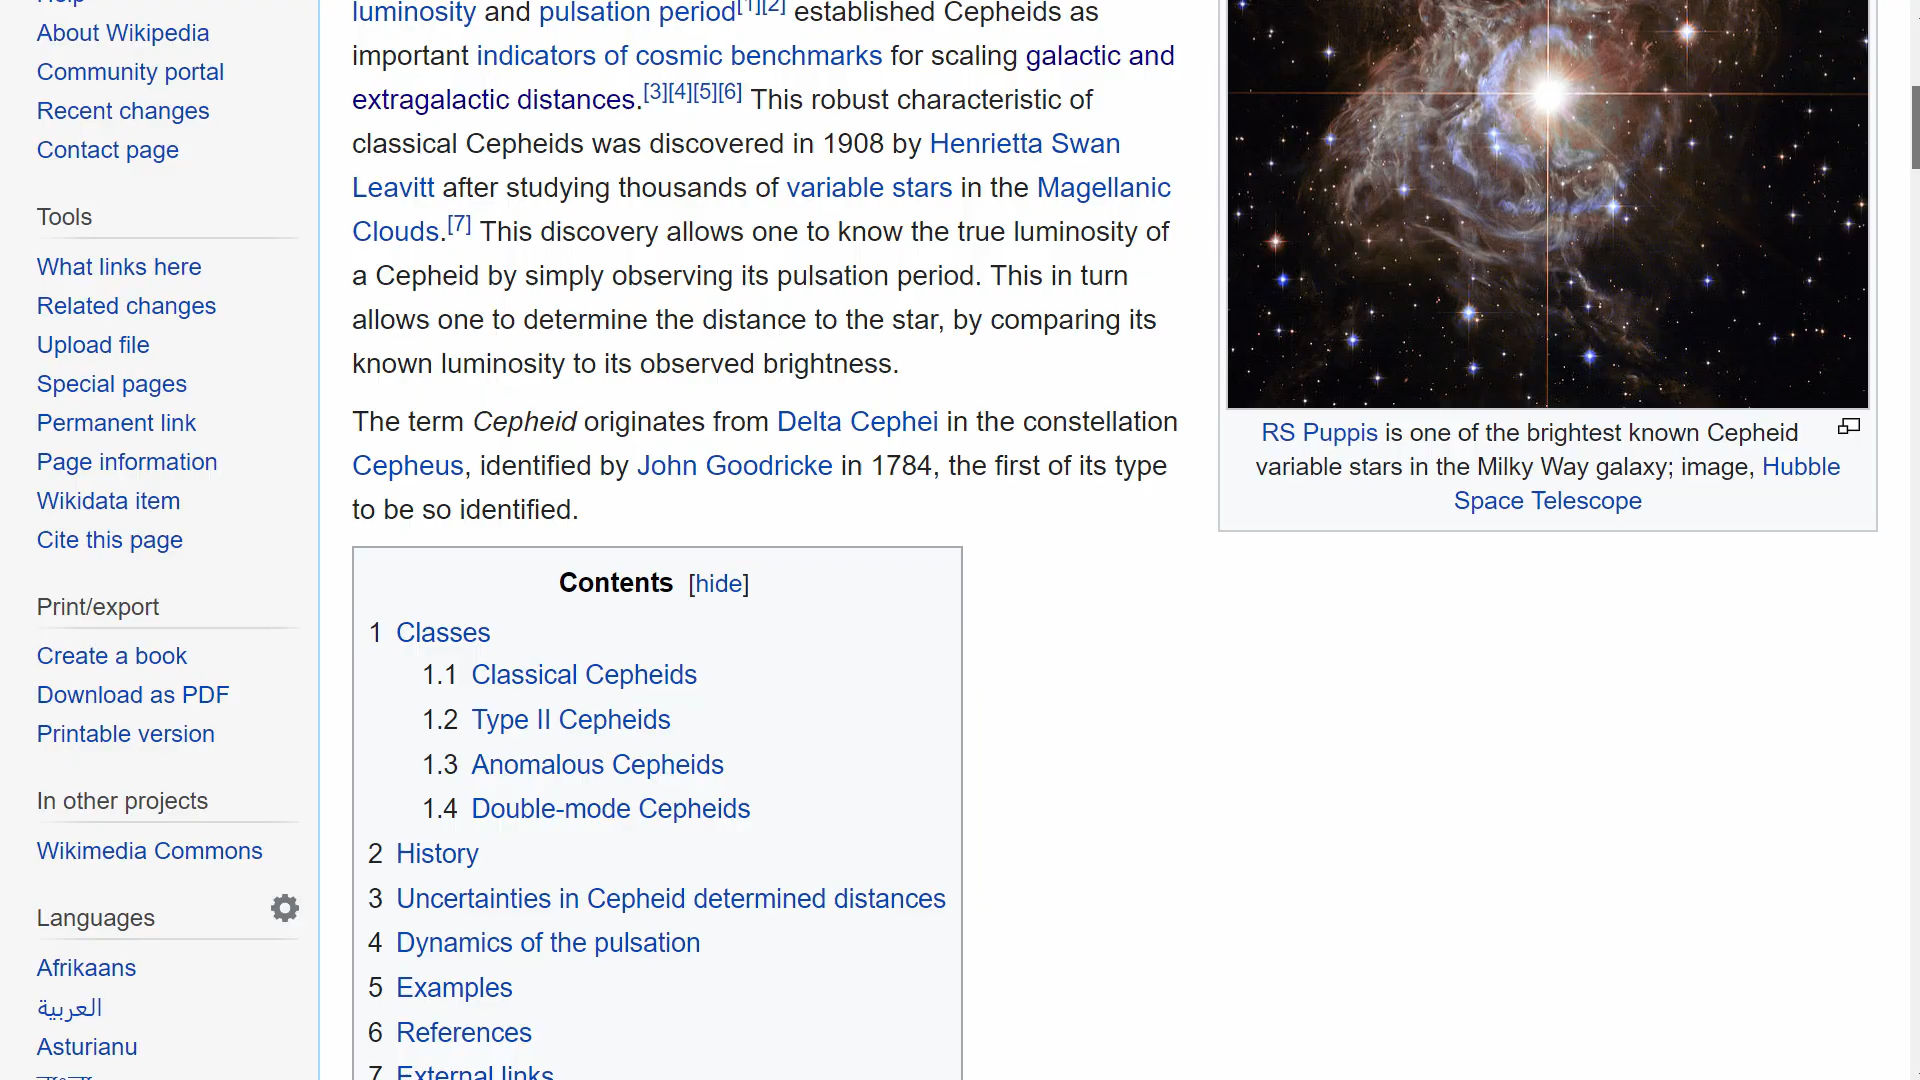 About Wikipedia
Community portal
Recent changes
Contact page
Tools
What links here
Related changes
Upload file
Special pages
Permanent link
Page information
Wikidata item
Cite this page
Print/export
Create a book
Download as PDF
Printable version
In other projects
Wikimedia Commons
Languages
Afrikaans
العربية
Asturianu
luminosity and pulsation period[1][2] established Cepheids as
important indicators of cosmic benchmarks for scaling galactic and
extragalactic distances.[3][4][5][6] This robust characteristic of
classical Cepheids was discovered in 1908 by Henrietta Swan
Leavitt after studying thousands of variable stars in the Magellanic
Clouds.[7] This discovery allows one to know the true luminosity of
a Cepheid by simply observing its pulsation period. This in turn
allows one to determine the distance to the star, by comparing its
known luminosity to its observed brightness.
The term Cepheid originates from Delta Cephei in the constellation
Cepheus, identified by John Goodricke in 1784, the first of its type
to be so identified.
Contents [hide]
1 Classes
1.1 Classical Cepheids
1.2 Type II Cepheids
1.3 Anomalous Cepheids
1.4 Double-mode Cepheids
2 History
3 Uncertainties in Cepheid determined distances
4 Dynamics of the pulsation
5 Examples
6 References
7 External links
RS Puppis is one of the brightest known Cepheid
variable stars in the Milky Way galaxy; image, Hubble
Space Telescope